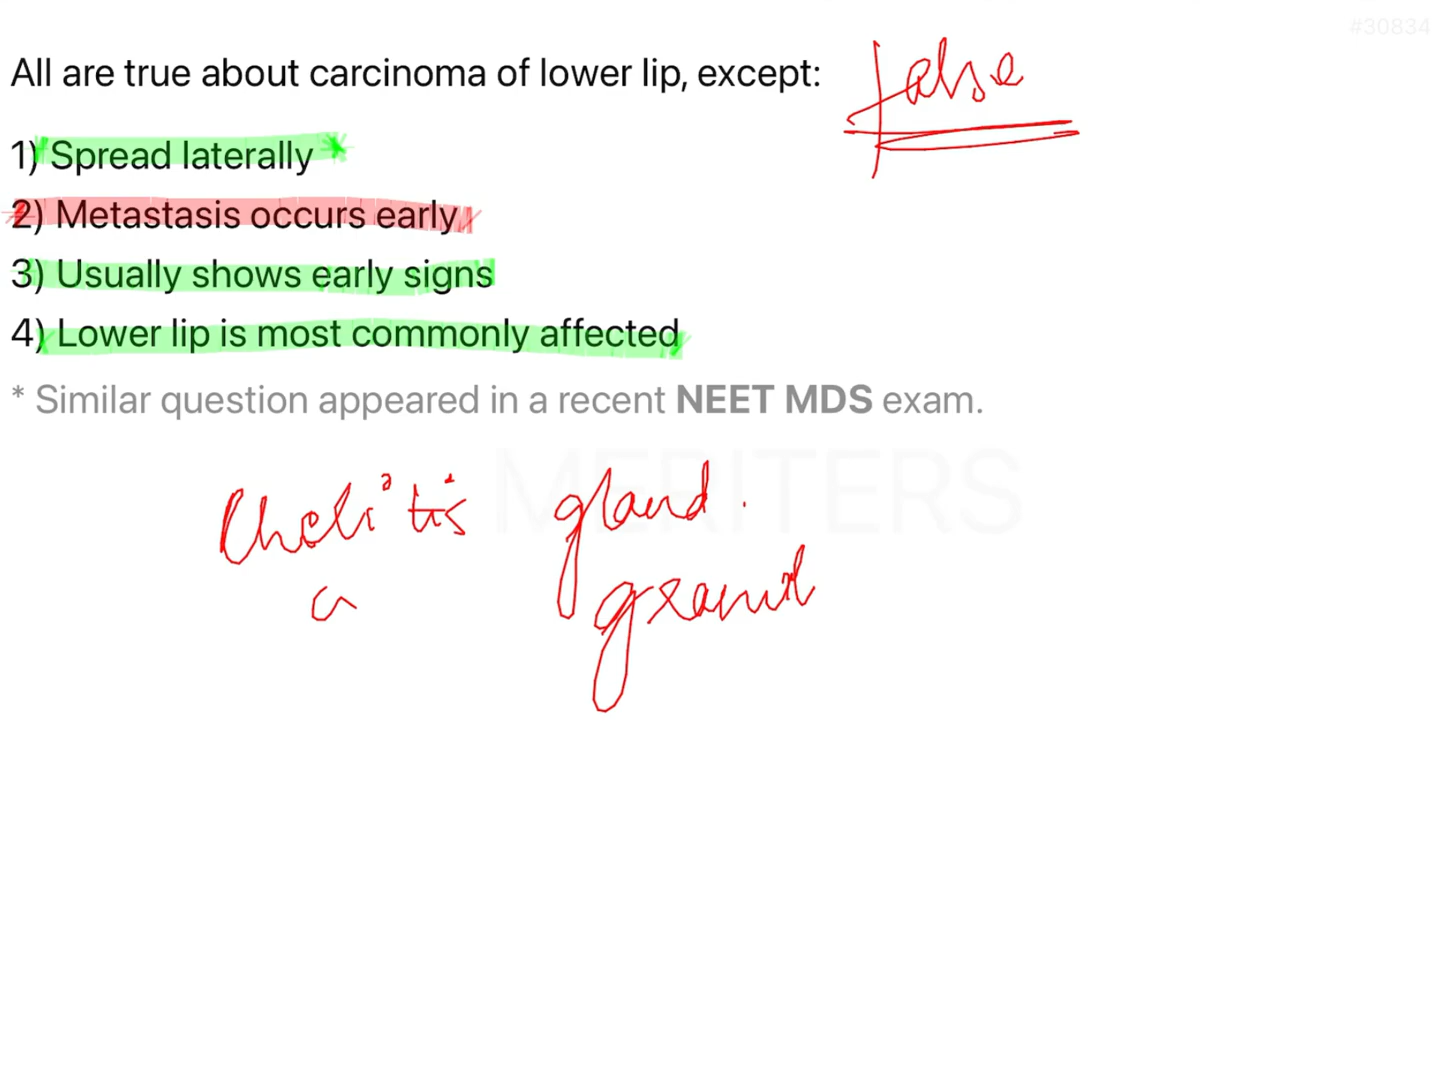 #30834
All are true about carcinoma of lower lip, except: false
1) Spread laterally
2) Metastasis occurs early
3) Usually shows early signs
4) Lower lip is most commonly affected
* Similar question appeared in a recent NEET MDS exam.
MERITERS
Cheilitis gland.